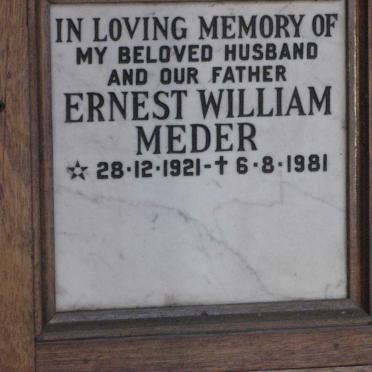 IN LOVING MEMORY OF
MY BELOVED HUSBAND
AND OUR FATHER
ERNEST WILLIAM
MEDER
☆ 28·12·1921-✝ 6·8·1981